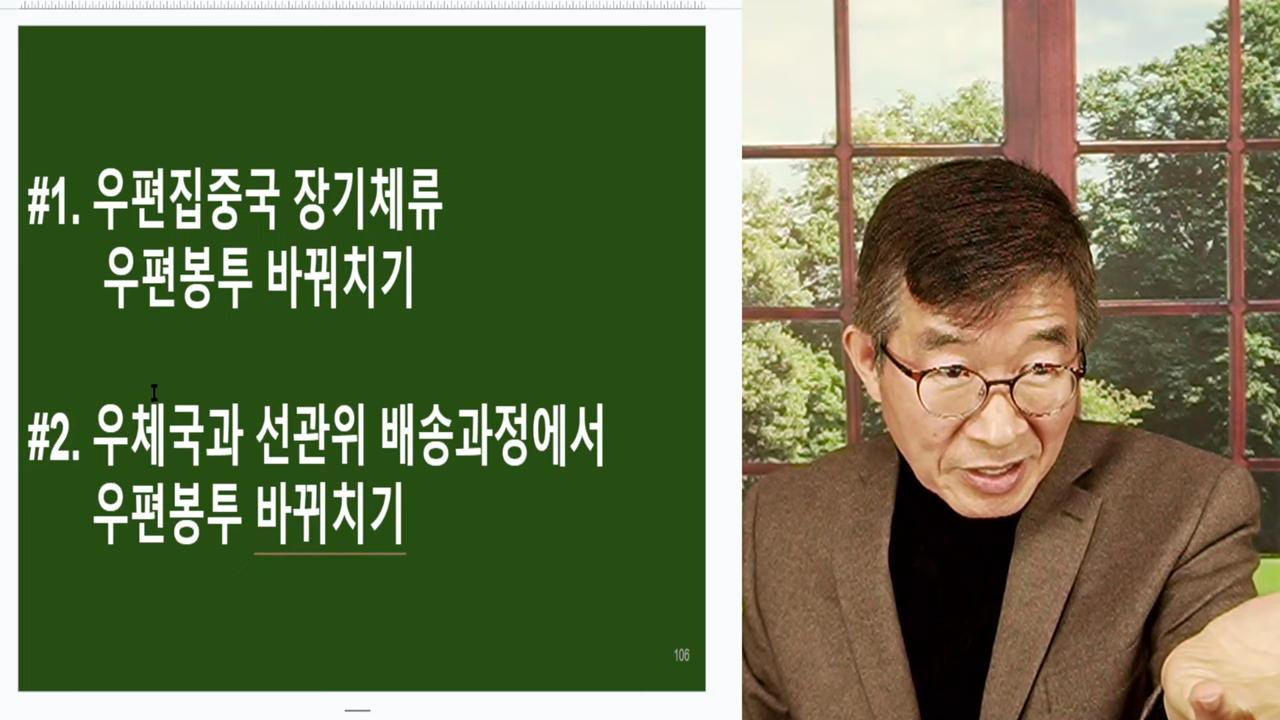 #1. 우편집중국 장기체류
우편봉투 바꿔치기
#2. 우체국과 선관위 배송과정에서
우편봉투 바뀌치기
106